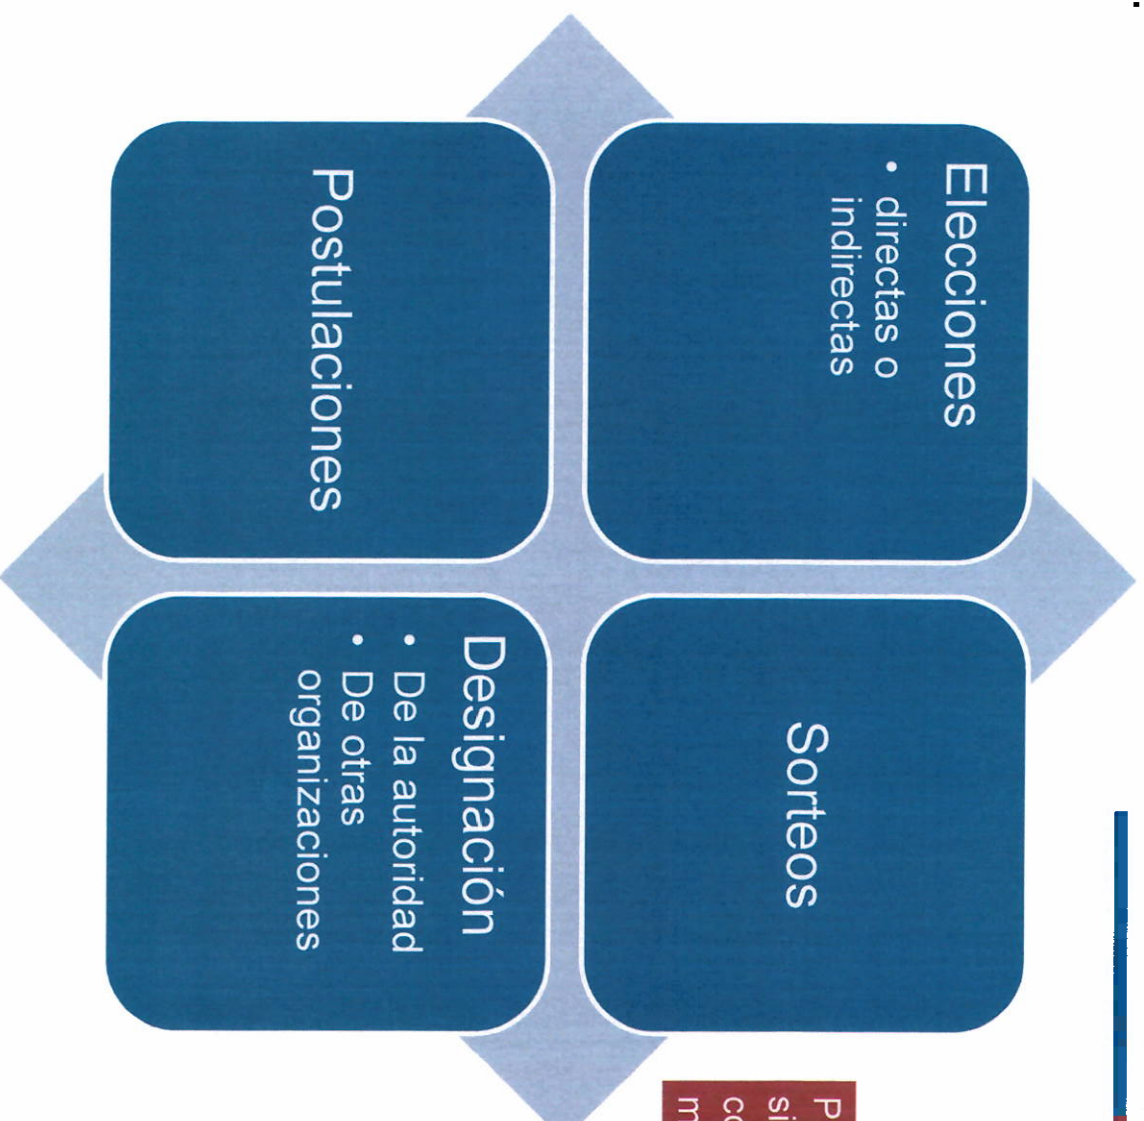 Elecciones
• directas o
indirectas
Sorteos
Postulaciones
Designación
• De la autoridad
• De otras
organizaciones